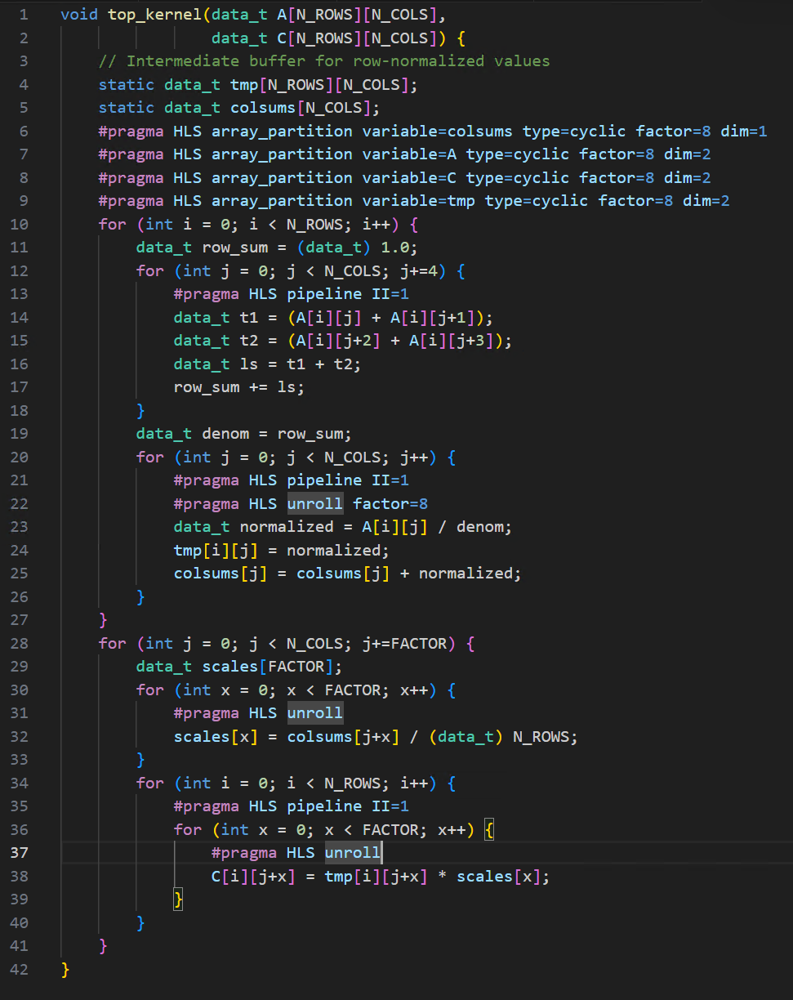 1 void top_kernel(data_t A[N_ROWS][N_COLS],
2                 data_t C[N_ROWS][N_COLS]) {
3     // Intermediate buffer for row-normalized values
4     static data_t tmp[N_ROWS][N_COLS];
5     static data_t colsums[N_COLS];
6     #pragma HLS array_partition variable=colsums type=cyclic factor=8 dim=1
7     #pragma HLS array_partition variable=A type=cyclic factor=8 dim=2
8     #pragma HLS array_partition variable=C type=cyclic factor=8 dim=2
9     #pragma HLS array_partition variable=tmp type=cyclic factor=8 dim=2
10     for (int i = 0; i < N_ROWS; i++) {
11         data_t row_sum = (data_t) 1.0;
12         for (int j = 0; j < N_COLS; j+=4) {
13             #pragma HLS pipeline II=1
14             data_t t1 = (A[i][j] + A[i][j+1]);
15             data_t t2 = (A[i][j+2] + A[i][j+3]);
16             data_t ls = t1 + t2;
17             row_sum += ls;
18         }
19         data_t denom = row_sum;
20         for (int j = 0; j < N_COLS; j++) {
21             #pragma HLS pipeline II=1
22             #pragma HLS unroll factor=8
23             data_t normalized = A[i][j] / denom;
24             tmp[i][j] = normalized;
25             colsums[j] = colsums[j] + normalized;
26         }
27     }
28     for (int j = 0; j < N_COLS; j+=FACTOR) {
29         data_t scales[FACTOR];
30         for (int x = 0; x < FACTOR; x++) {
31             #pragma HLS unroll
32             scales[x] = colsums[j+x] / (data_t) N_ROWS;
33         }
34         for (int i = 0; i < N_ROWS; i++) {
35             #pragma HLS pipeline II=1
36             for (int x = 0; x < FACTOR; x++) {
37                 #pragma HLS unroll
38                 C[i][j+x] = tmp[i][j+x] * scales[x];
39             }
40         }
41     }
42 }